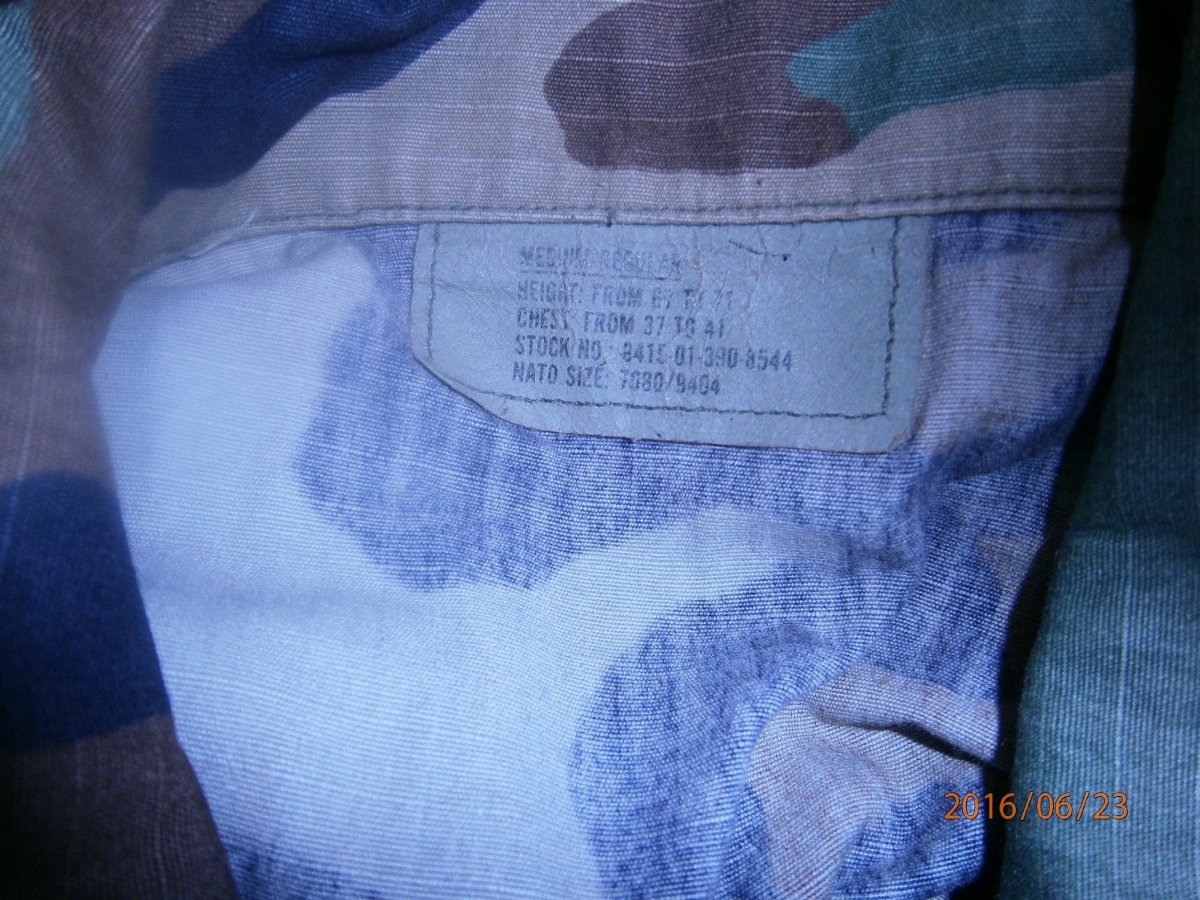 MEDIUM-REGULAR
HEIGHT: FROM 67 TO 71
CHEST: FROM 37 TO 41
STOCK NO.: 8415-01-390-8544
NATO SIZE: 7080/9404
2016/06/23